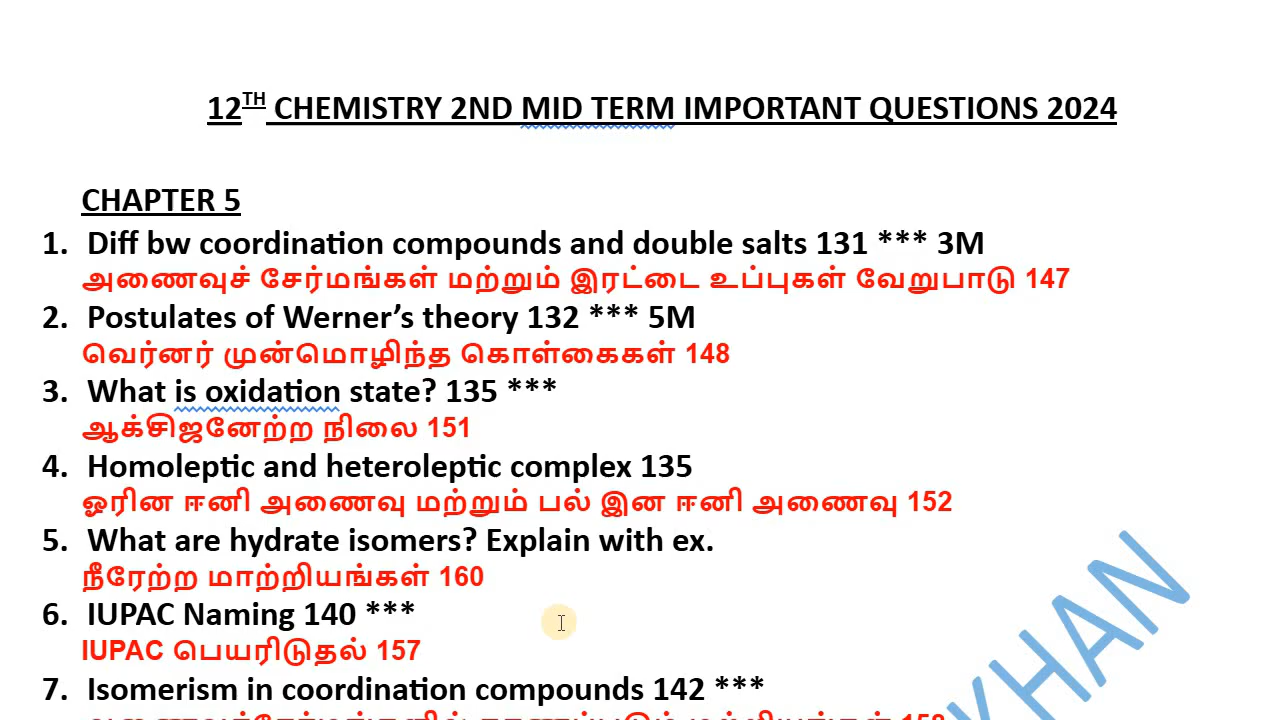 12TH CHEMISTRY 2ND MID TERM IMPORTANT QUESTIONS 2024
CHAPTER 5
1. Diff bw coordination compounds and double salts 131 *** 3M
அணைவுச் சேர்மங்கள் மற்றும் இரட்டை உப்புகள் வேறுபாடு 147
2. Postulates of Werner’s theory 132 *** 5M
வெர்னர் முன்மொழிந்த கொள்கைகள் 148
3. What is oxidation state? 135 ***
ஆக்சிஜனேற்ற நிலை 151
4. Homoleptic and heteroleptic complex 135
ஓரின ஈனி அணைவு மற்றும் பல் இன ஈனி அணைவு 152
5. What are hydrate isomers? Explain with ex.
நீரேற்ற மாற்றியங்கள் 160
6. IUPAC Naming 140 ***
IUPAC பெயரிடுதல் 157
7. Isomerism in coordination compounds 142 ***
KHAN